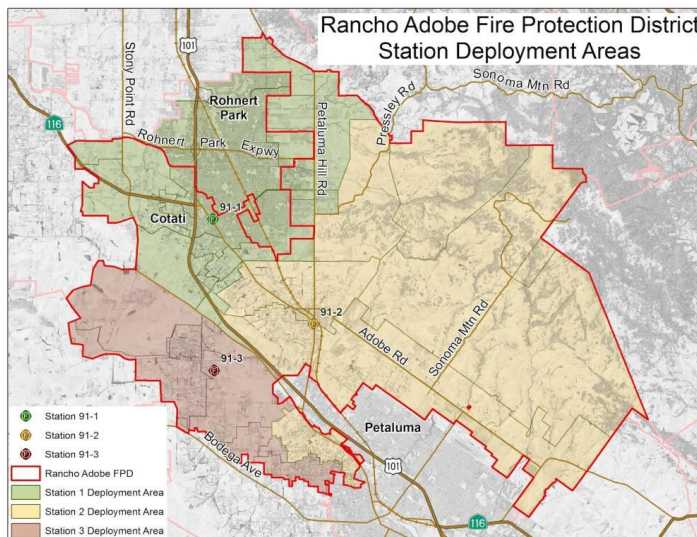 Rancho Adobe Fire Protection District
Station Deployment Areas
101
Stony Point Rd
Rohnert
Park
Petaluma Hill Rd
Pressley Rd
Sonoma Mtn Rd
116
Rohnert Park Expwy
Cotati
91-1
91-2
Adobe Rd
Sonoma Mtn Rd
91-3
Petaluma
Bodega Ave
101
116
Station 91-1
Station 91-2
Station 91-3
Rancho Adobe FPD
Station 1 Deployment Area
Station 2 Deployment Area
Station 3 Deployment Area